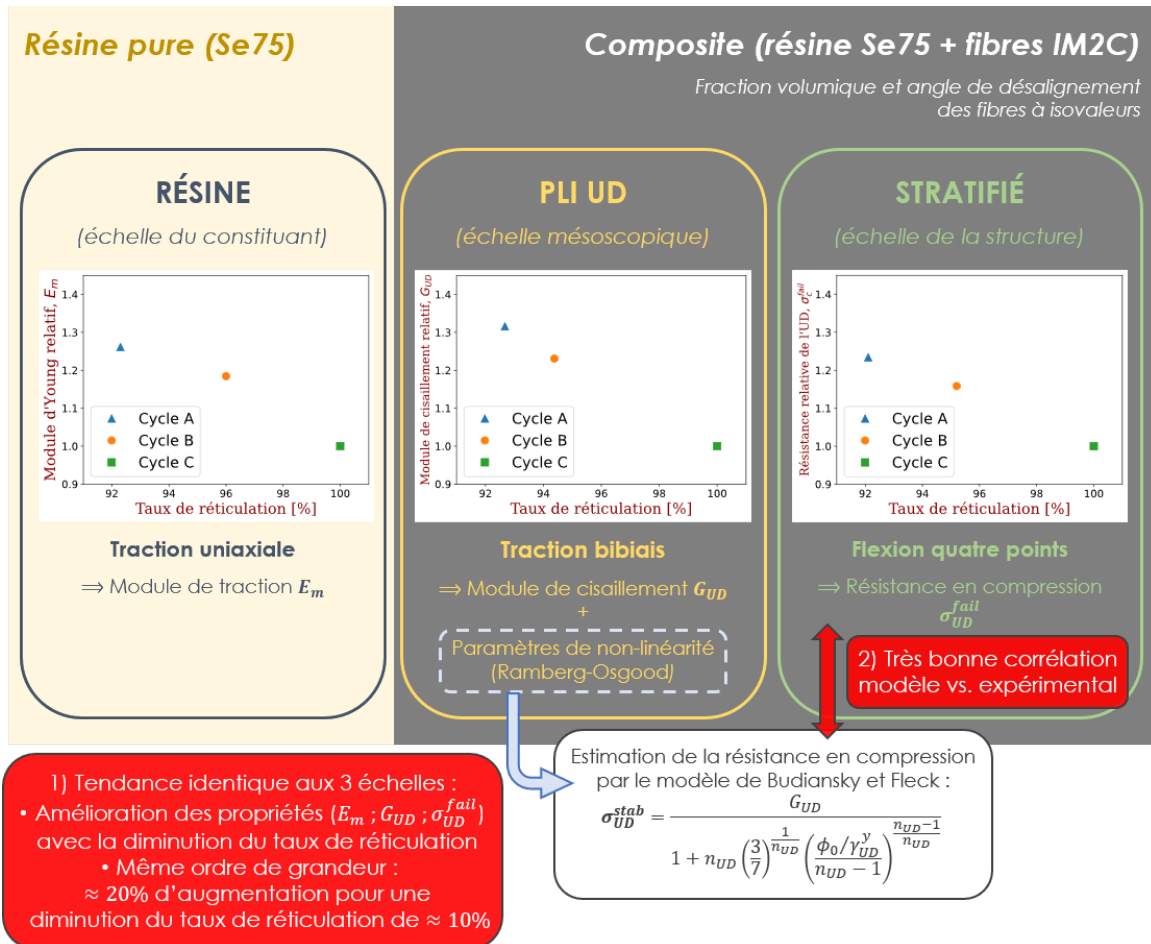 Résine pure (Se75)
Composite (résine Se75 + fibres IM2C)
Fraction volumique et angle de désalignement
des fibres à isovaleurs
RÉSINE
(échelle du constituant)
Module d'Young relatif, E_m
1.4
1.3
1.2
1.1
1.0
0.9
Cycle A
Cycle B
Cycle C
92
94
96
98
100
Taux de réticulation [%]
Traction uniaxiale
⟹ Module de traction E_m
PLI UD
(échelle mésoscopique)
Module de cisaillement relatif, G_UD
1.4
1.3
1.2
1.1
1.0
0.9
Cycle A
Cycle B
Cycle C
92
94
96
98
100
Taux de réticulation [%]
Traction bibiais
⟹ Module de cisaillement G_UD
+
Paramètres de non-linéarité
(Ramberg-Osgood)
STRATIFIÉ
(échelle de la structure)
Résistance relative de l'UD, σ_c^fail
1.4
1.3
1.2
1.1
1.0
0.9
Cycle A
Cycle B
Cycle C
92
94
96
98
100
Taux de réticulation [%]
Flexion quatre points
⟹ Résistance en compression
σ_UD^fail
2) Très bonne corrélation
modèle vs. expérimental
1) Tendance identique aux 3 échelles :
• Amélioration des propriétés (E_m ; G_UD ; σ_UD^fail)
avec la diminution du taux de réticulation
• Même ordre de grandeur :
≈ 20% d'augmentation pour une
diminution du taux de réticulation de ≈ 10%
Estimation de la résistance en compression
par le modèle de Budiansky et Fleck :
σ_UD^stab = G_UD / (1 + n_UD (3/7)^(1/n_UD) ((ϕ_0/γ_UD^y)/(n_UD − 1))^((n_UD−1)/n_UD))